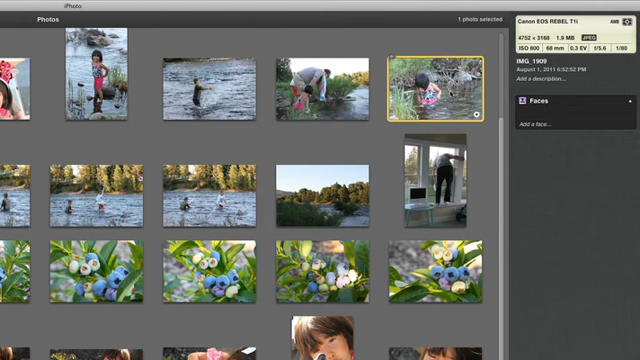 iPhoto
Photos
1 photo selected
Canon EOS REBEL T1i
AWB
4752 × 3168 1.9 MB JPEG
ISO 800 68 mm 0.3 EV f/5.6 1/80
IMG_1909
August 1, 2011 6:52:52 PM
Add a description...
Faces
Add a face...